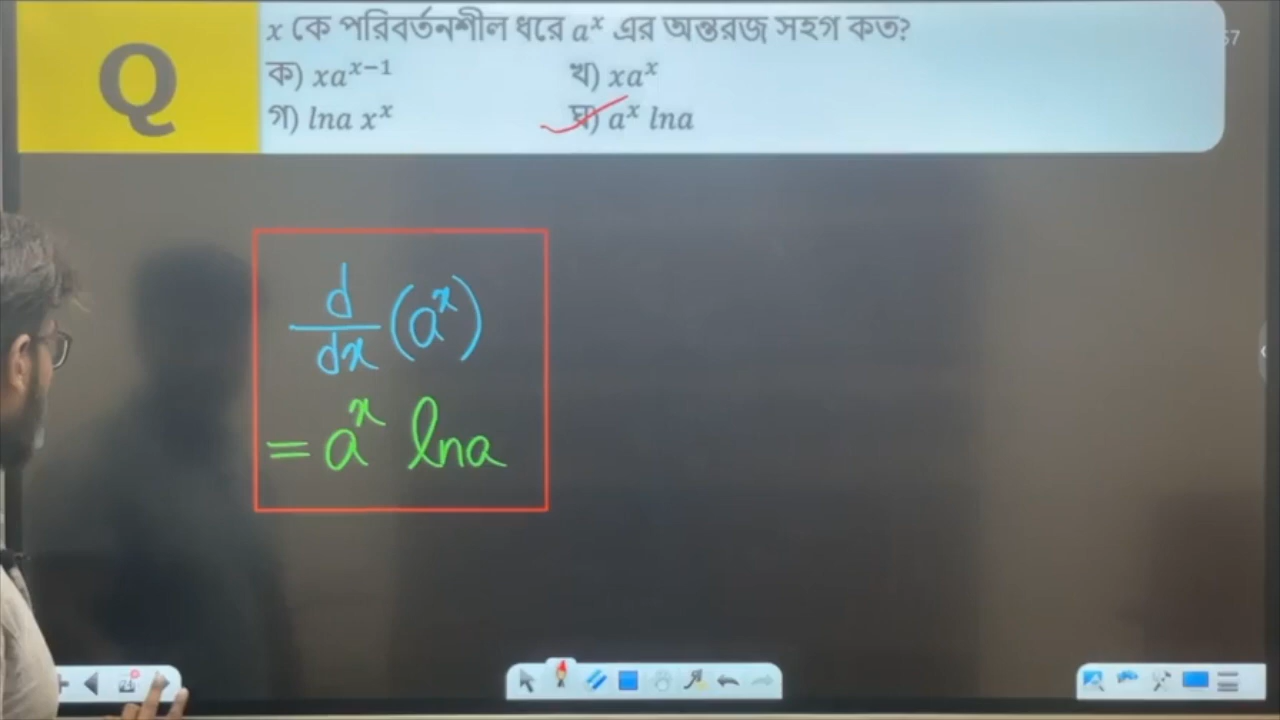 Q
x কে পরিবর্তনশীল ধরে aˣ এর অন্তরজ সহগ কত?
ক) xaˣ⁻¹ খ) xaˣ
গ) lna xˣ ঘ) aˣ lna
d/dx (aˣ)
= aˣ lna